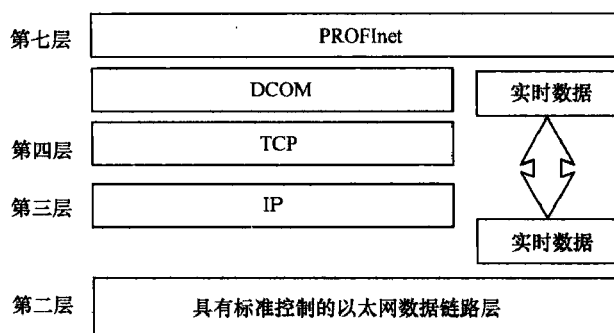 第七层
PROFInet
DCOM
实时数据
第四层
TCP
第三层
IP
实时数据
第二层
具有标准控制的以太网数据链路层